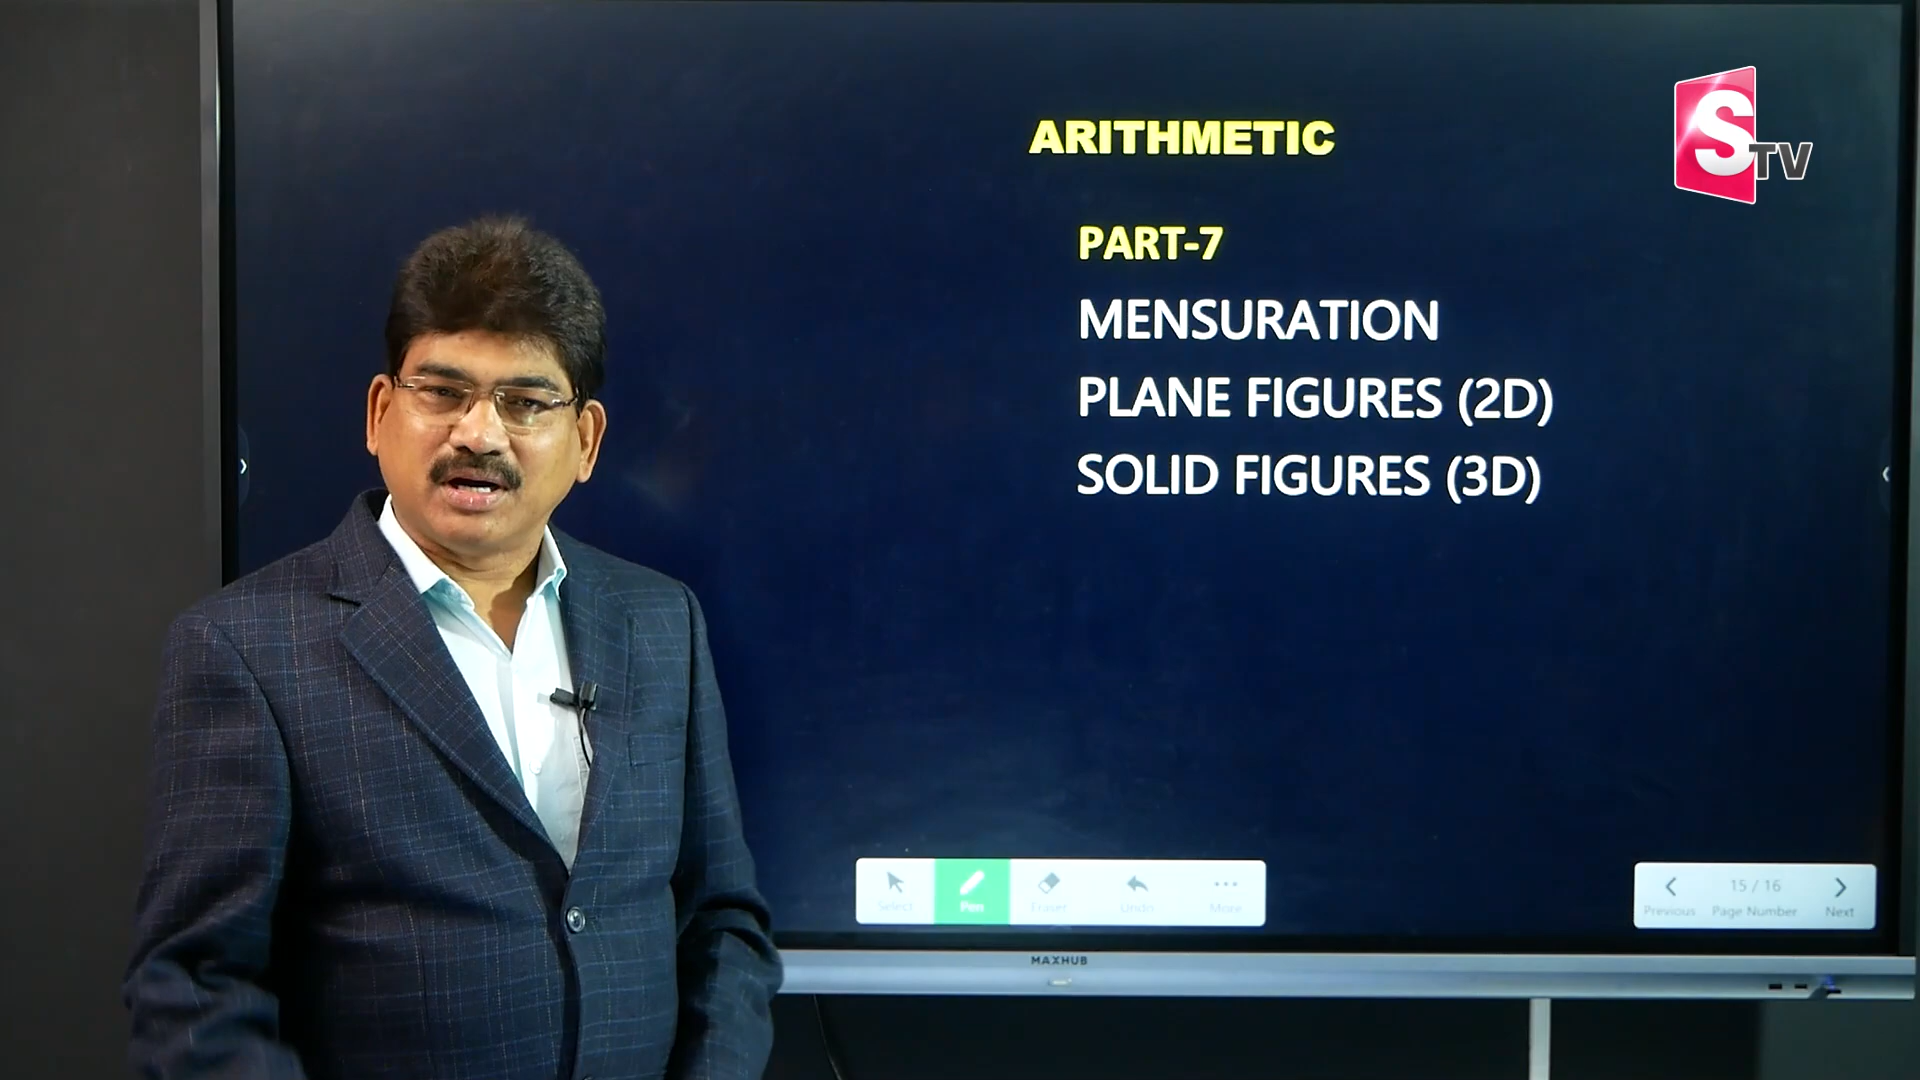 ARITHMETIC
STV
PART-7
MENSURATION
PLANE FIGURES (2D)
SOLID FIGURES (3D)
Select Pen Eraser Undo More
15 / 16
Previous Page Number Next
MAXHUB